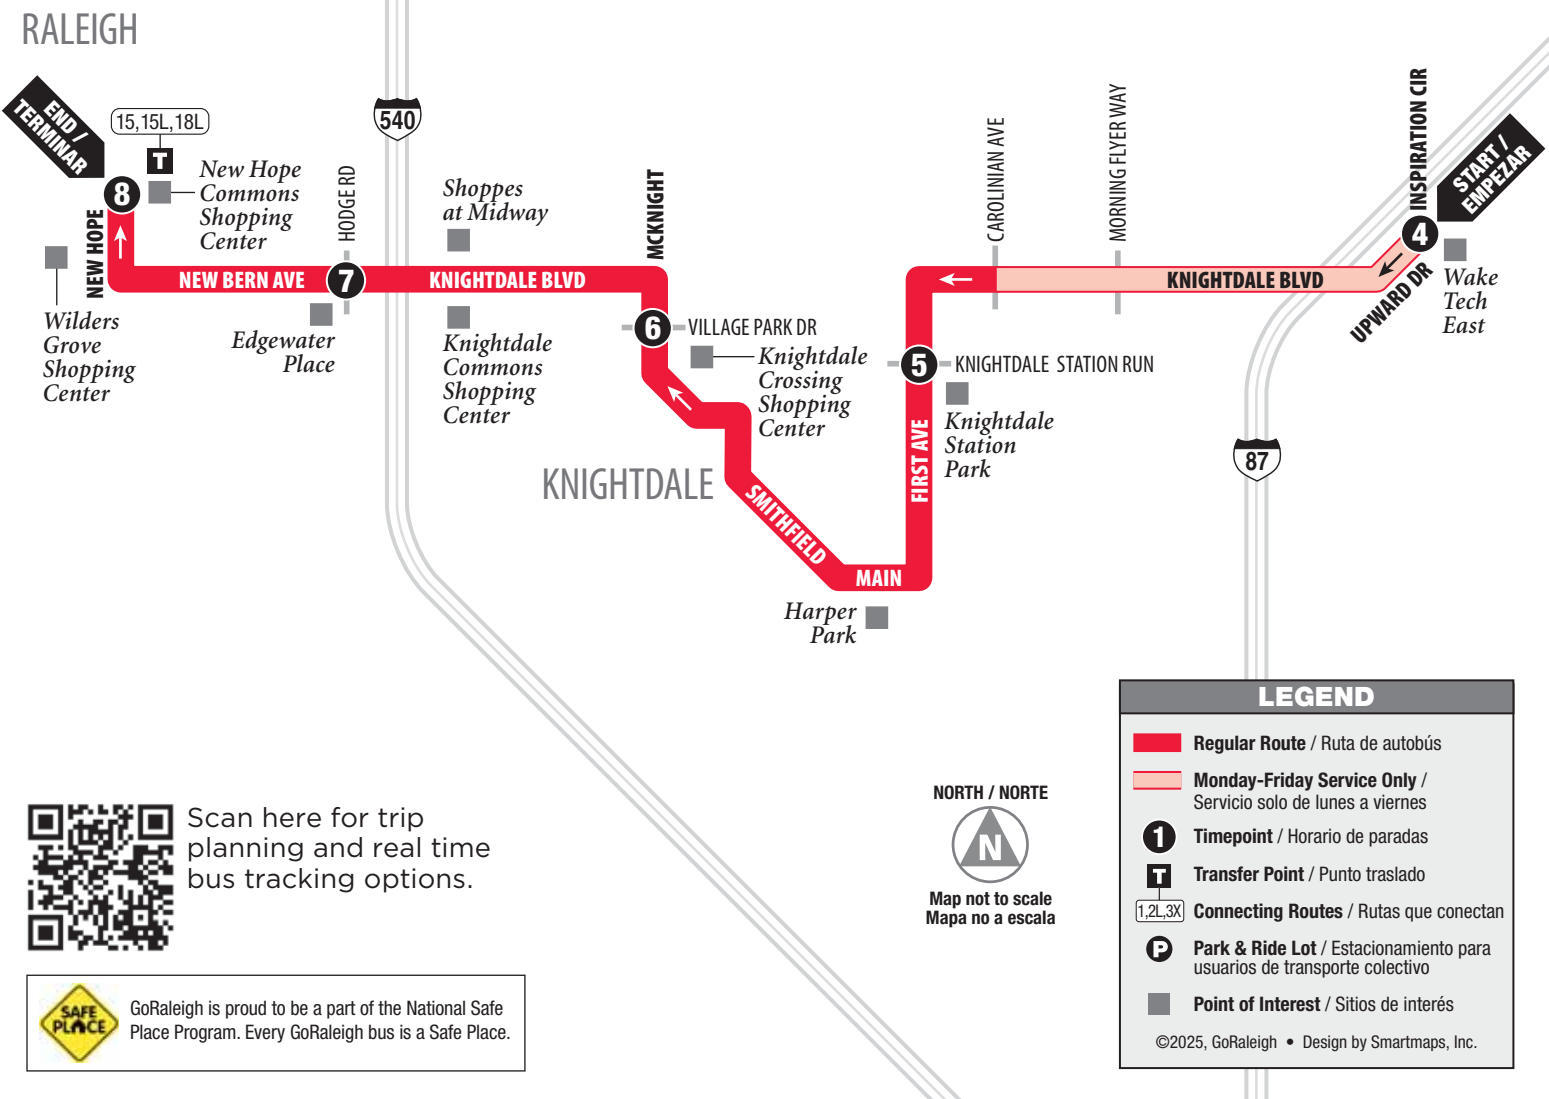 RALEIGH
END /
TERMINAR
15,15L,18L
T
8
New Hope
Commons
Shopping
Center
NEW HOPE
Wilders
Grove
Shopping
Center
NEW BERN AVE
HODGE RD
7
Edgewater
Place
540
Shoppes
at Midway
KNIGHTDALE BLVD
Knightdale
Commons
Shopping
Center
MCKNIGHT
6
VILLAGE PARK DR
Knightdale
Crossing
Shopping
Center
KNIGHTDALE
SMITHFIELD
MAIN
Harper
Park
FIRST AVE
5
KNIGHTDALE STATION RUN
Knightdale
Station
Park
CAROLINIAN AVE
MORNING FLYER WAY
KNIGHTDALE BLVD
INSPIRATION CIR
START /
EMPEZAR
4
UPWARD DR
Wake
Tech
East
87
Scan here for trip
planning and real time
bus tracking options.
SAFE
PLACE
GoRaleigh is proud to be a part of the National Safe
Place Program. Every GoRaleigh bus is a Safe Place.
NORTH / NORTE
N
Map not to scale
Mapa no a escala
LEGEND
Regular Route / Ruta de autobús
Monday-Friday Service Only /
Servicio solo de lunes a viernes
1 Timepoint / Horario de paradas
T Transfer Point / Punto traslado
1,2L,3X Connecting Routes / Rutas que conectan
P Park & Ride Lot / Estacionamiento para
usuarios de transporte colectivo
Point of Interest / Sitios de interés
©2025, GoRaleigh • Design by Smartmaps, Inc.